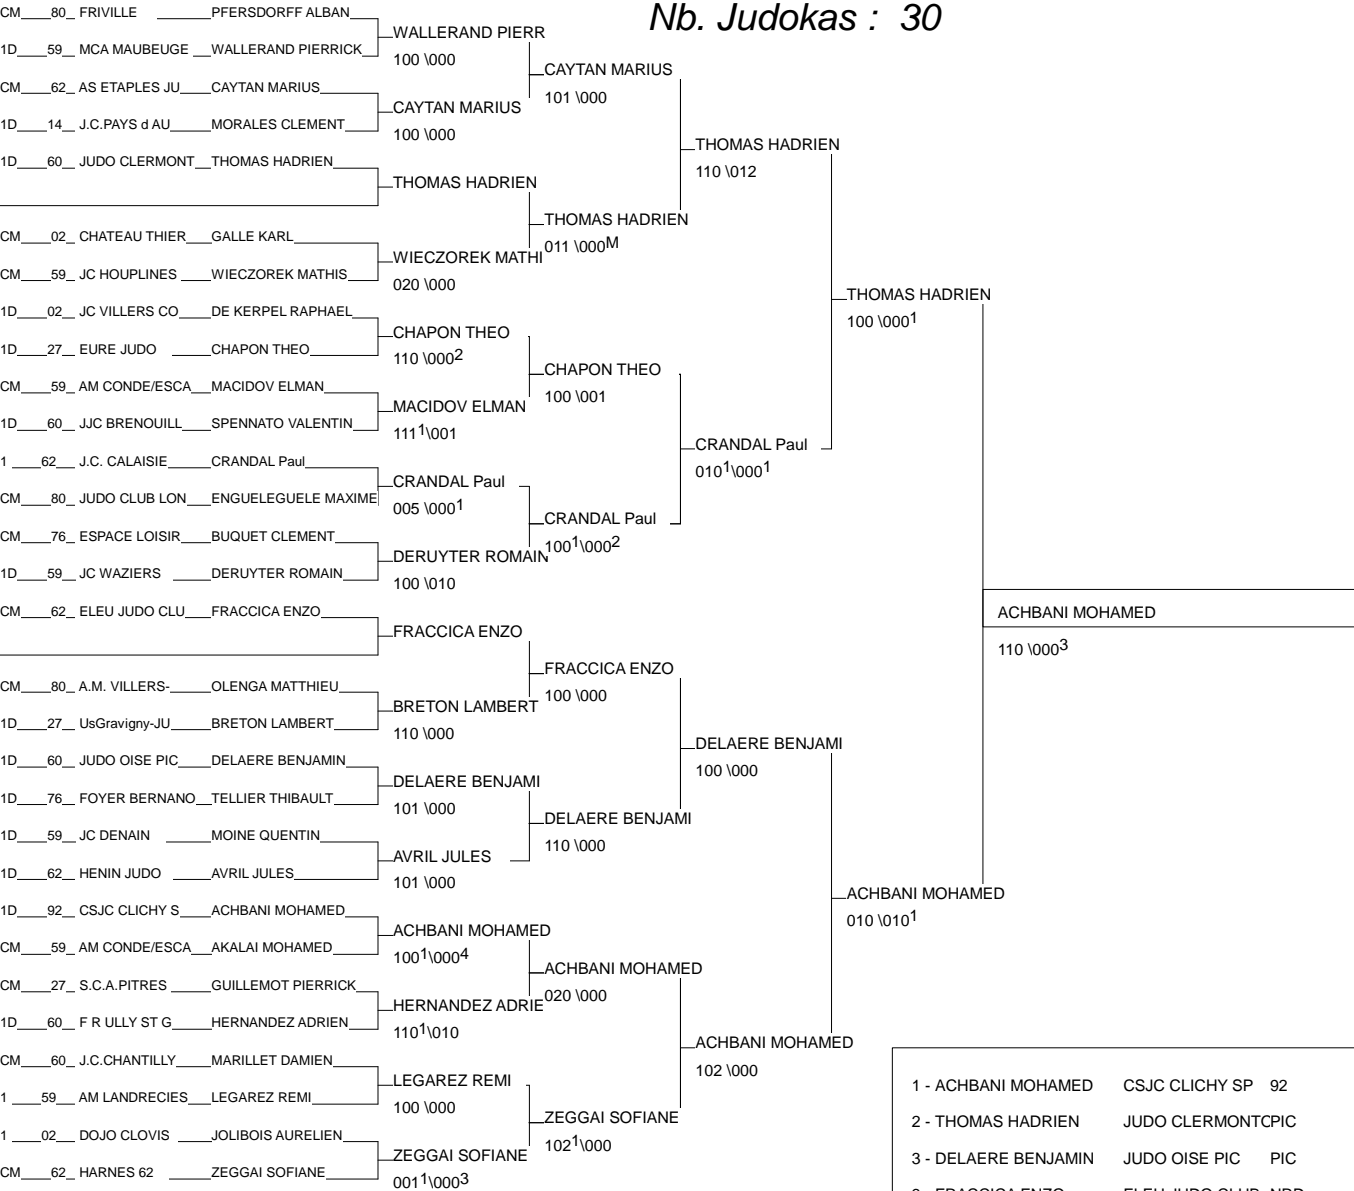 Nb. Judokas : 30
CM 80 FRIVILLE PFERSDORFF ALBAN
1D 59 MCA MAUBEUGE WALLERAND PIERRICK
CM 62 AS ETAPLES JU CAYTAN MARIUS
1D 14 J.C.PAYS d AU MORALES CLEMENT
1D 60 JUDO CLERMONT THOMAS HADRIEN
CM 02 CHATEAU THIER GALLE KARL
CM 59 JC HOUPLINES WIECZOREK MATHIS
1D 02 JC VILLERS CO DE KERPEL RAPHAEL
1D 27 EURE JUDO CHAPON THEO
CM 59 AM CONDE/ESCA MACIDOV ELMAN
1D 60 JJC BRENOUILL SPENNATO VALENTIN
1 62 J.C. CALAISIE CRANDAL Paul
CM 80 JUDO CLUB LON ENGUELEGUELE MAXIME
CM 76 ESPACE LOISIR BUQUET CLEMENT
1D 59 JC WAZIERS DERUYTER ROMAIN
CM 62 ELEU JUDO CLU FRACCICA ENZO
CM 80 A.M. VILLERS- OLENGA MATTHIEU
1D 27 UsGravigny-JU BRETON LAMBERT
1D 60 JUDO OISE PIC DELAERE BENJAMIN
1D 76 FOYER BERNANO TELLIER THIBAULT
1D 59 JC DENAIN MOINE QUENTIN
1D 62 HENIN JUDO AVRIL JULES
1D 92 CSJC CLICHY S ACHBANI MOHAMED
CM 59 AM CONDE/ESCA AKALAI MOHAMED
CM 27 S.C.A.PITRES GUILLEMOT PIERRICK
1D 60 F R ULLY ST G HERNANDEZ ADRIEN
CM 60 J.C.CHANTILLY MARILLET DAMIEN
1 59 AM LANDRECIES LEGAREZ REMI
1 02 DOJO CLOVIS JOLIBOIS AURELIEN
CM 62 HARNES 62 ZEGGAI SOFIANE
WALLERAND PIERR
100 \000
CAYTAN MARIUS
100 \000
THOMAS HADRIEN
WIECZOREK MATHI
020 \000
CHAPON THEO
110 \000²
MACIDOV ELMAN
111¹\001
CRANDAL Paul
005 \000¹
DERUYTER ROMAIN
100 \010
FRACCICA ENZO
BRETON LAMBERT
110 \000
DELAERE BENJAMI
101 \000
AVRIL JULES
101 \000
ACHBANI MOHAMED
100¹\000⁴
HERNANDEZ ADRIE
110¹\010
LEGAREZ REMI
100 \000
ZEGGAI SOFIANE
001¹\000³
CAYTAN MARIUS
101 \000
THOMAS HADRIEN
011 \000M
CHAPON THEO
100 \001
CRANDAL Paul
100¹\000²
FRACCICA ENZO
100 \000
DELAERE BENJAMI
110 \000
ACHBANI MOHAMED
020 \000
ZEGGAI SOFIANE
102¹\000
THOMAS HADRIEN
110 \012
CRANDAL Paul
010¹\000¹
DELAERE BENJAMI
100 \000
ACHBANI MOHAMED
102 \000
THOMAS HADRIEN
100 \000¹
ACHBANI MOHAMED
010 \010¹
ACHBANI MOHAMED
110 \000³
1 - ACHBANI MOHAMED CSJC CLICHY SP 92
2 - THOMAS HADRIEN JUDO CLERMONTCPIC
3 - DELAERE BENJAMIN JUDO OISE PIC PIC